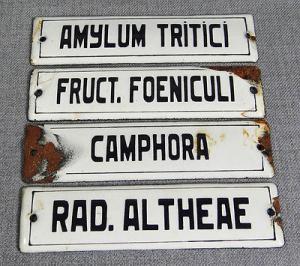 AMYLUM TRITICI
FRUCT. FOENICULI
CAMPHORA
RAD. ALTHEAE